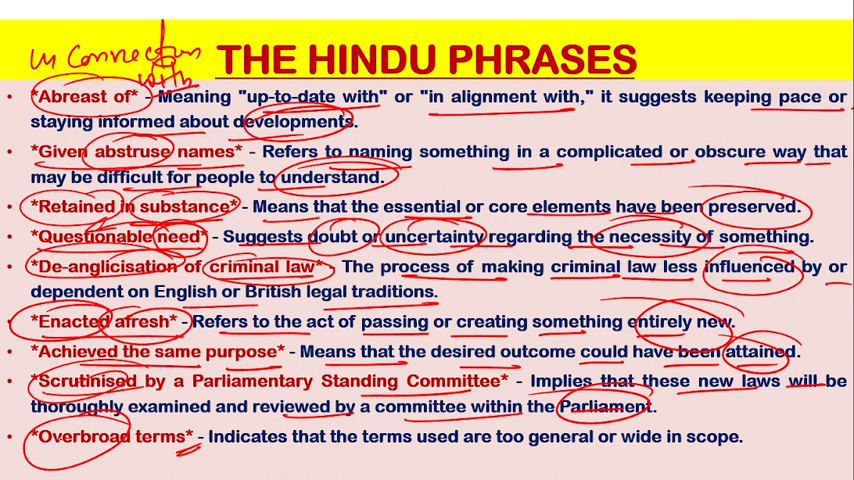 in Connection with
THE HINDU PHRASES
• *Abreast of* - Meaning "up-to-date with" or "in alignment with," it suggests keeping pace or
staying informed about developments.
• *Given abstruse names* - Refers to naming something in a complicated or obscure way that
may be difficult for people to understand.
• *Retained in substance* - Means that the essential or core elements have been preserved.
• *Questionable need* - Suggests doubt or uncertainty regarding the necessity of something.
• *De-anglicisation of criminal law* - The process of making criminal law less influenced by or
dependent on English or British legal traditions.
• *Enacted afresh* - Refers to the act of passing or creating something entirely new.
• *Achieved the same purpose* - Means that the desired outcome could have been attained.
• *Scrutinised by a Parliamentary Standing Committee* - Implies that these new laws will be
thoroughly examined and reviewed by a committee within the Parliament.
• *Overbroad terms* - Indicates that the terms used are too general or wide in scope.